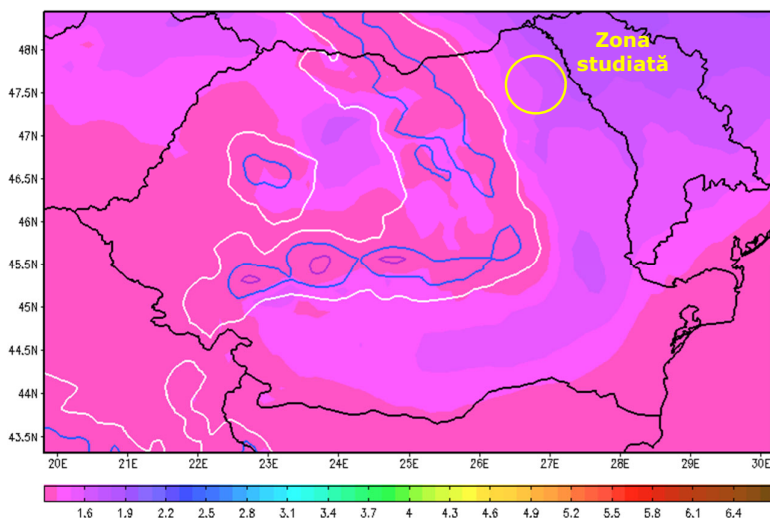 Zonă
studiată
48N
47.5N
47N
46.5N
46N
45.5N
45N
44.5N
44N
43.5N
20E 21E 22E 23E 24E 25E 26E 27E 28E 29E 30E
1.6 1.9 2.2 2.5 2.8 3.1 3.4 3.7 4 4.3 4.6 4.9 5.2 5.5 5.8 6.1 6.4